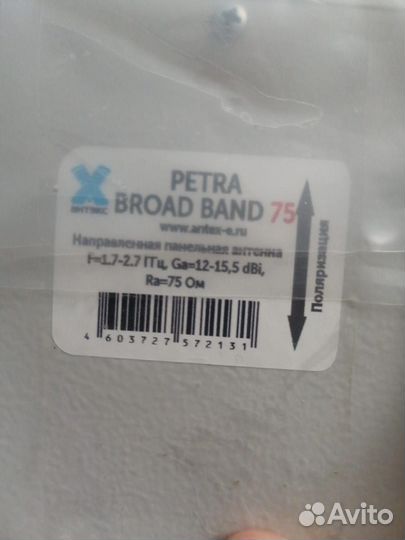 PETRA
BROAD BAND 75
АНТЭКС
www.antex-e.ru
Направленная панельная антенна
F=1.7-2.7 ГГц, Ga=12-15,5 dBi,
Ra=75 Ом
Поляризация
4 603727 572131
Avito